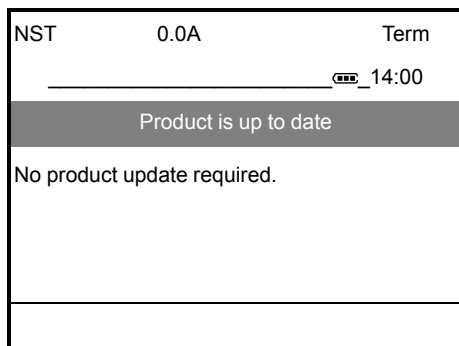 NST 0.0A Term
14:00
Product is up to date
No product update required.